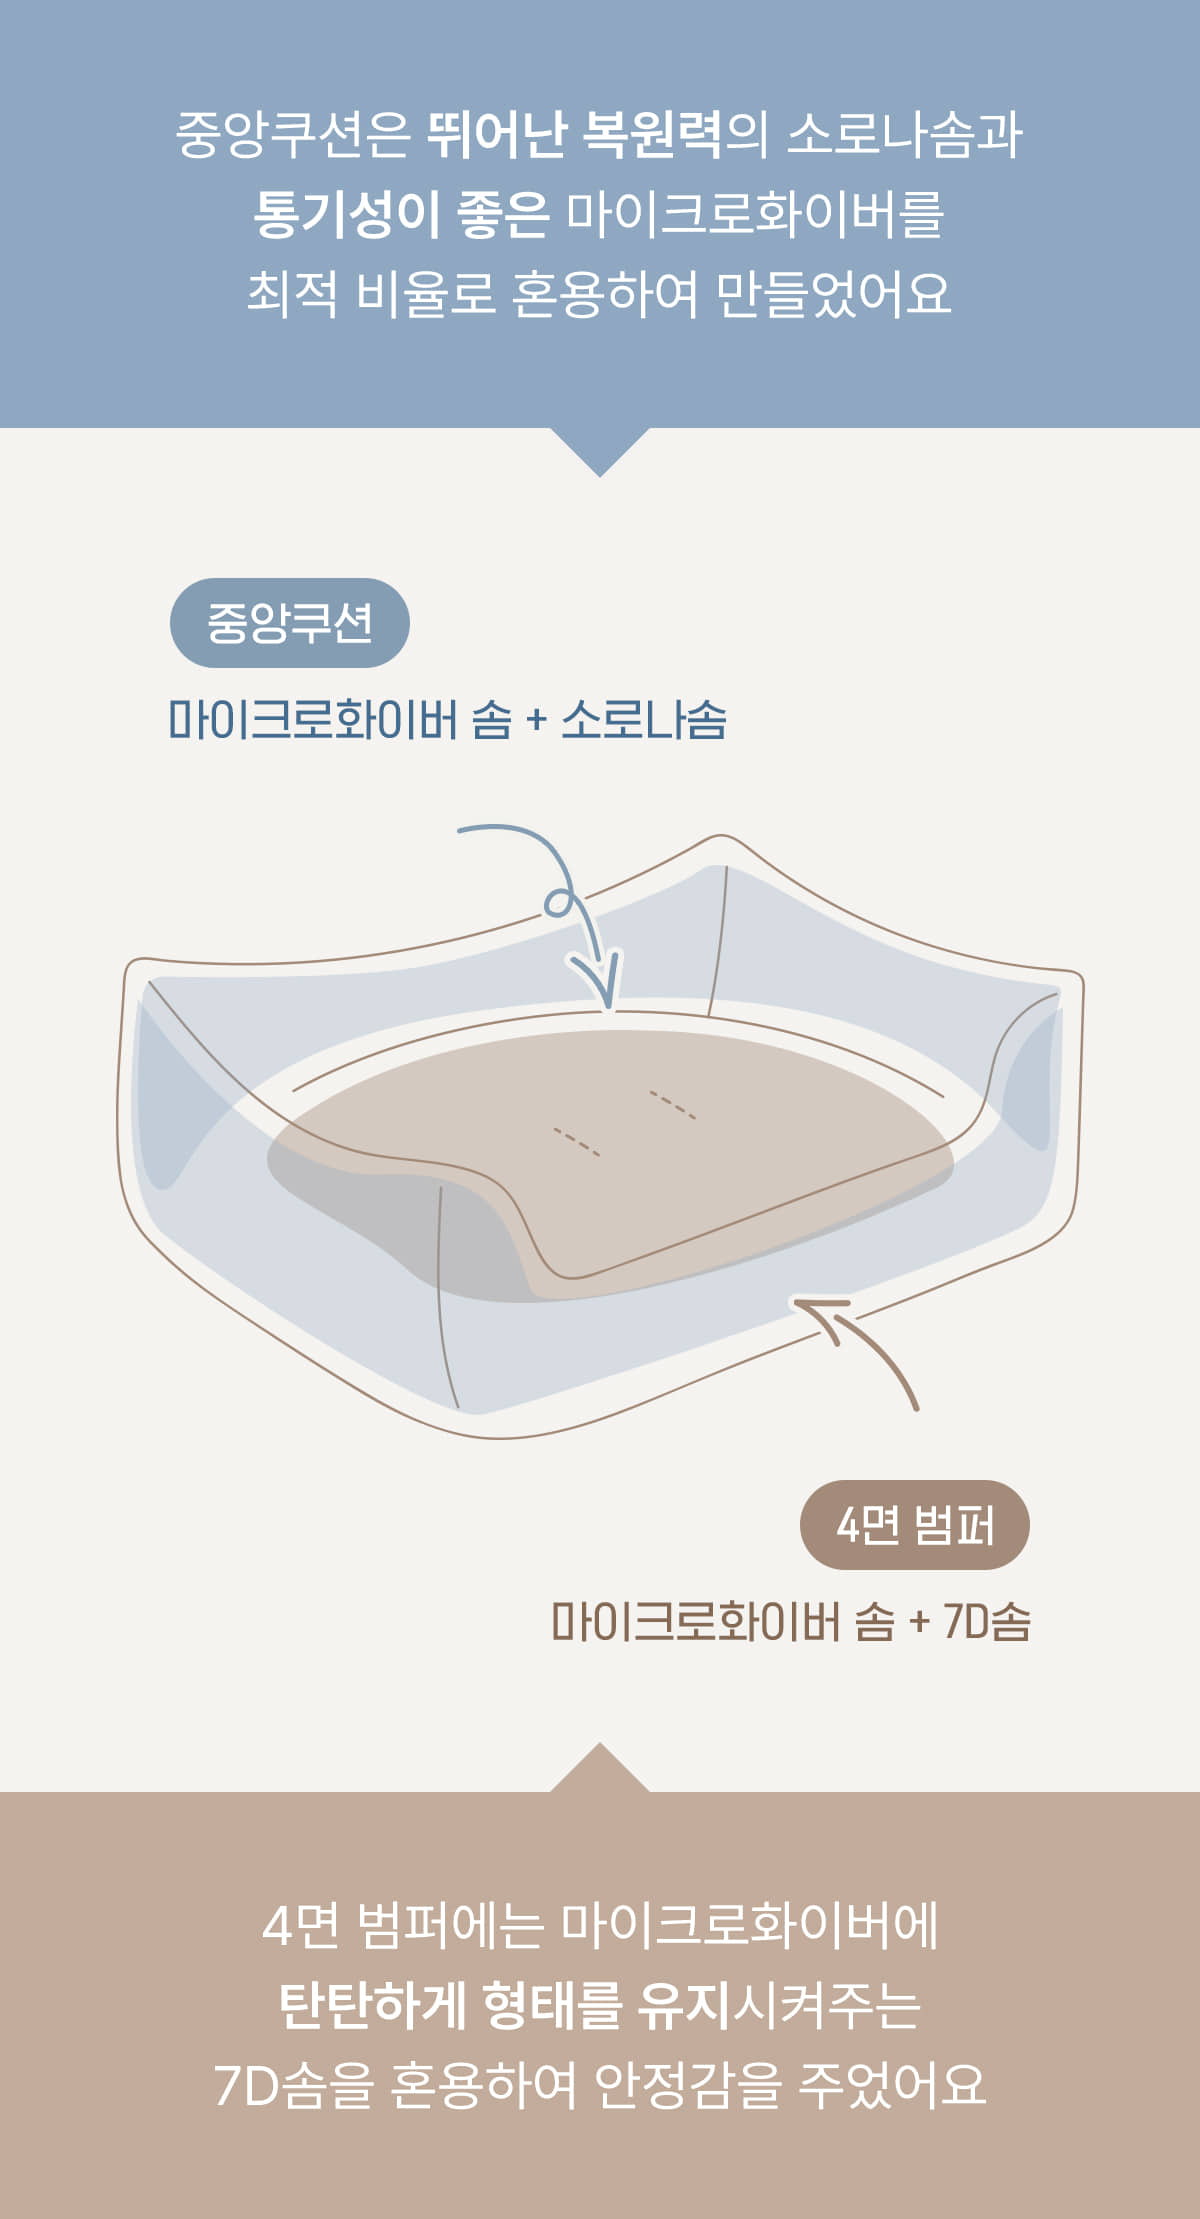 중앙쿠션은 뛰어난 복원력의 소로나솜과
통기성이 좋은 마이크로화이버를
최적 비율로 혼용하여 만들었어요
중앙쿠션
마이크로화이버 솜 + 소로나솜
4면 범퍼
마이크로화이버 솜 + 7D솜
4면 범퍼에는 마이크로화이버에
탄탄하게 형태를 유지시켜주는
7D솜을 혼용하여 안정감을 주었어요